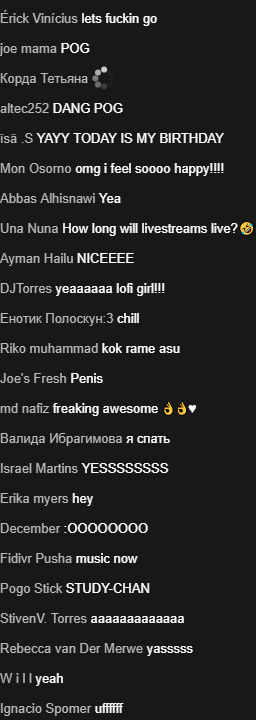 Érick Vinícius lets fuckin go
joe mama POG
Корда Тетьяна
altec252 DANG POG
ïsä .S YAYY TODAY IS MY BIRTHDAY
Mon Osorno omg i feel soooo happy!!!!
Abbas Alhisnawi Yea
Una Nuna How long will livestreams live?🤣
Ayman Hailu NICEEEE
DJTorres yeaaaaaa lofi girl!!!
Енотик Полоскун:3 chill
Riko muhammad kok rame asu
Joe's Fresh Penis
md nafiz freaking awesome 👌👌♥
Валида Ибрагимова я спать
Israel Martins YESSSSSSSS
Erika myers hey
December :OOOOOOOO
Fidivr Pusha music now
Pogo Stick STUDY-CHAN
StivenV. Torres aaaaaaaaaaaaa
Rebecca van Der Merwe yasssss
W i l l yeah
Ignacio Spomer uffffff